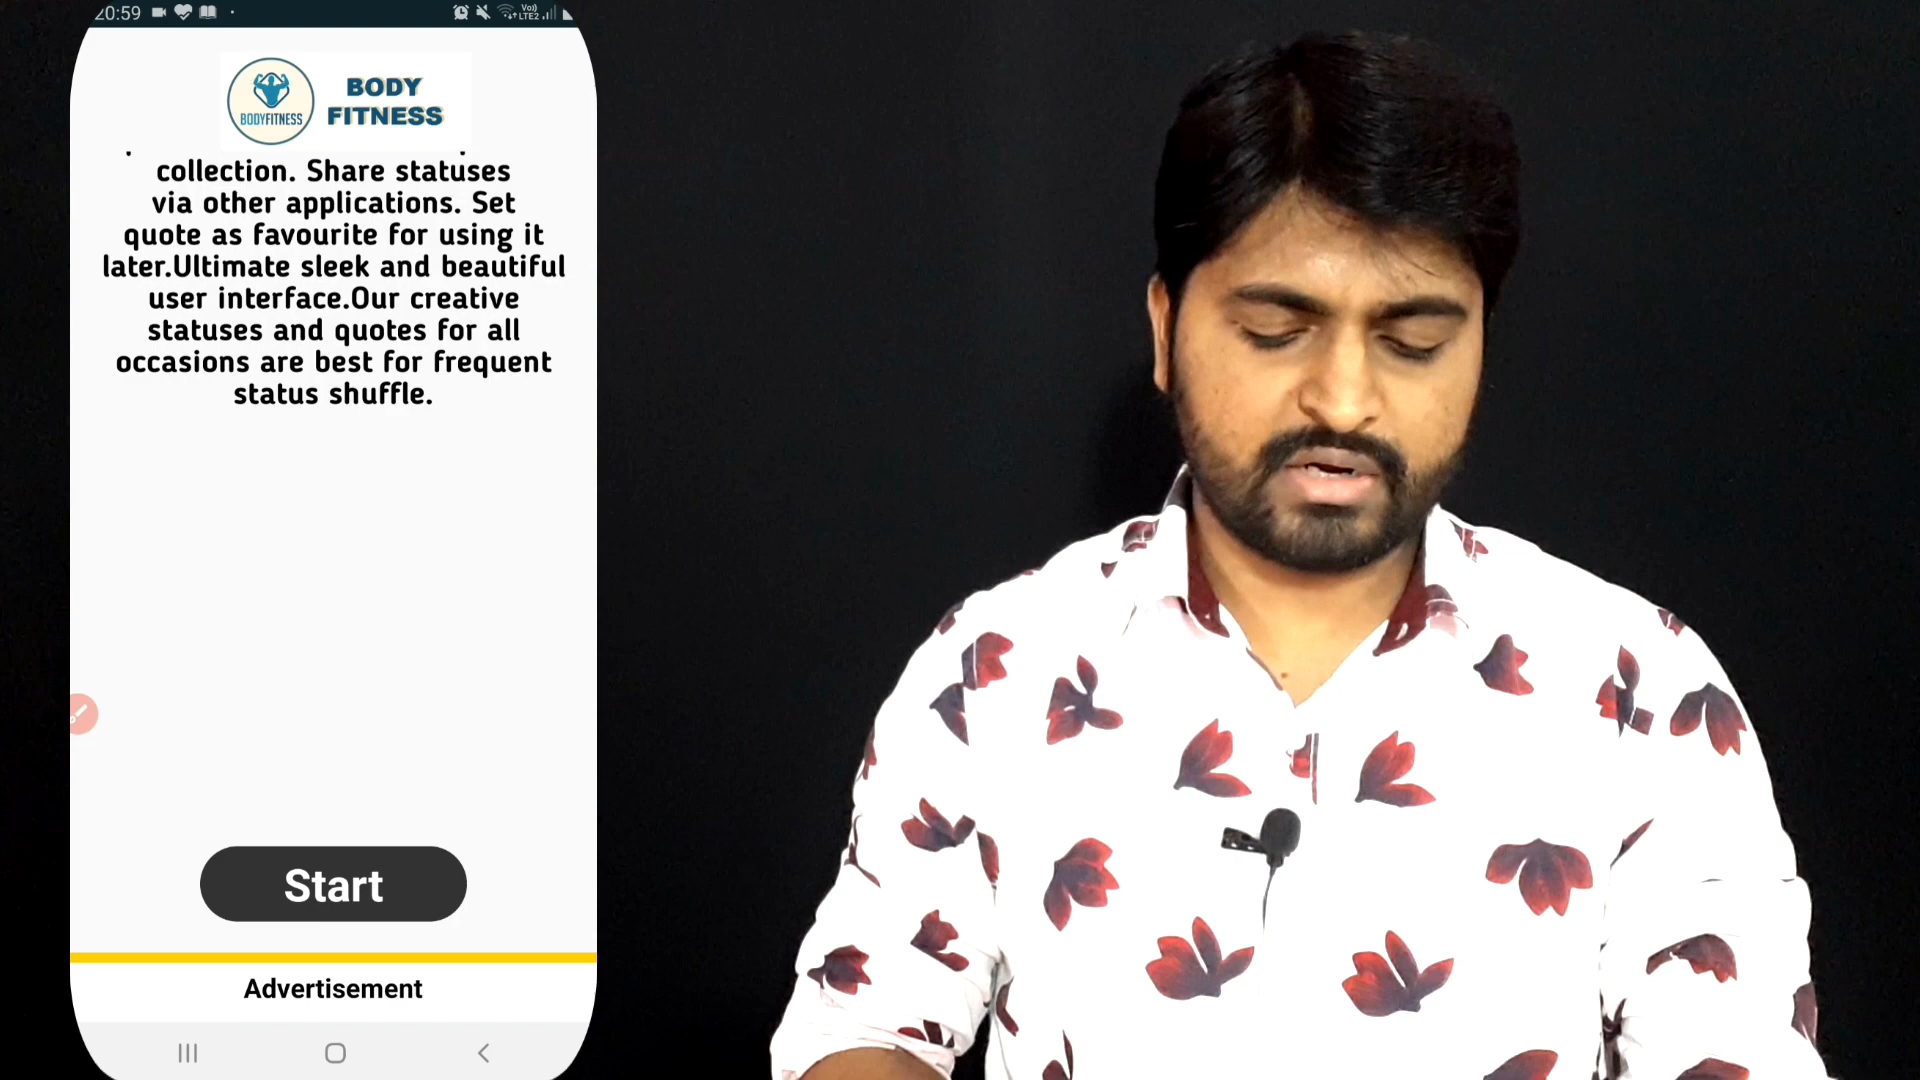 20:59
Vo))
LTE2
BODYFITNESS
BODY
FITNESS
collection. Share statuses
via other applications. Set
quote as favourite for using it
later.Ultimate sleek and beautiful
user interface.Our creative
statuses and quotes for all
occasions are best for frequent
status shuffle.
Start
Advertisement